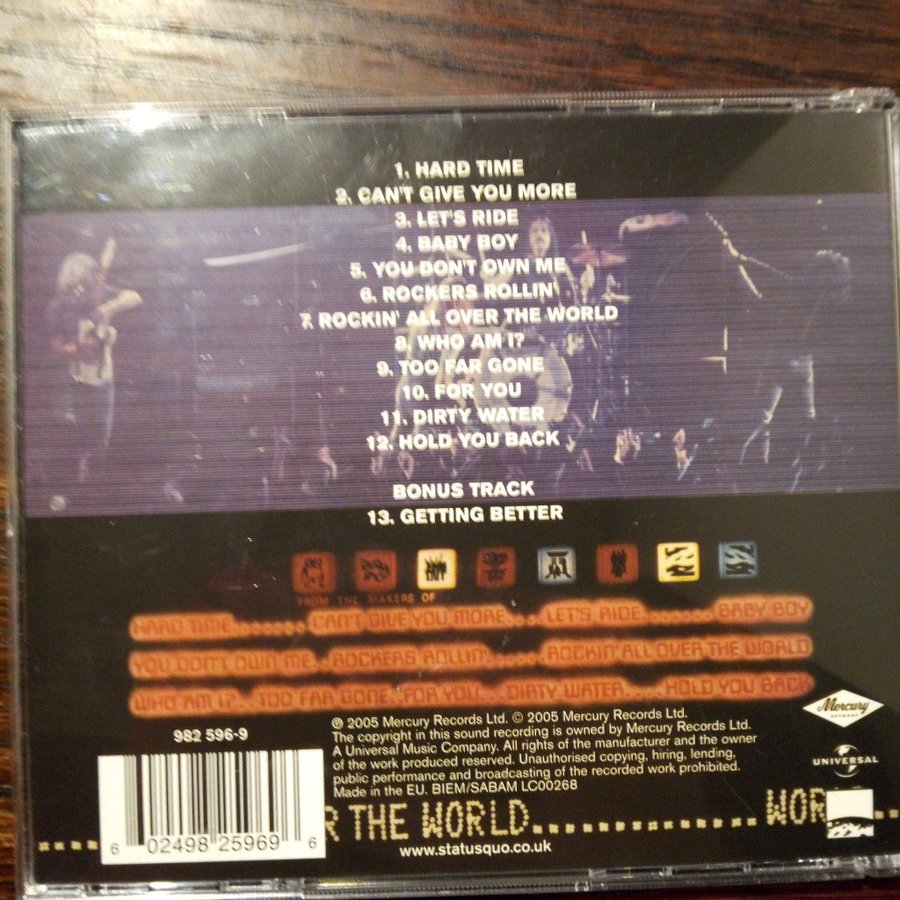 1. HARD TIME
2. CAN'T GIVE YOU MORE
3. LET'S RIDE
4. BABY BOY
5. YOU DON'T OWN ME
6. ROCKERS ROLLIN'
7. ROCKIN' ALL OVER THE WORLD
8. WHO AM I?
9. TOO FAR GONE
10. FOR YOU
11. DIRTY WATER
12. HOLD YOU BACK
BONUS TRACK
13. GETTING BETTER
FROM THE MAKERS OF
HARD TIME....... CAN'T GIVE YOU MORE... LET'S RIDE....... BABY BOY
YOU DON'T OWN ME...ROCKERS ROLLIN'..... ROCKIN' ALL OVER THE WORLD
WHO AM I?...TOO FAR GONE..FOR YOU....DIRTY WATER.... HOLD YOU BACK
Mercury
RECORDS
982 596-9
℗ 2005 Mercury Records Ltd. © 2005 Mercury Records Ltd.
The copyright in this sound recording is owned by Mercury Records Ltd.
A Universal Music Company. All rights of the manufacturer and the owner
of the work produced reserved. Unauthorised copying, hiring, lending,
public performance and broadcasting of the recorded work prohibited.
Made in the EU. BIEM/SABAM LC00268
UNIVERSAL
6 02498 25969 6
R THE WORLD............... WOR
www.statusquo.co.uk